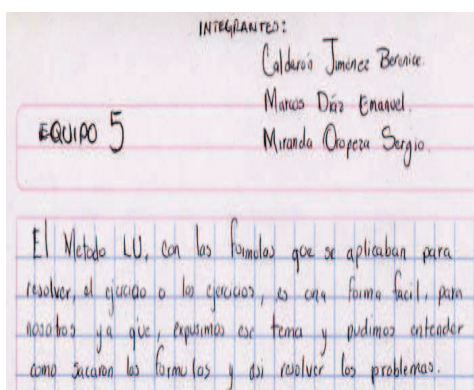 INTEGRANTES:
Calderón Jiménez Berenice.
Marcos Díaz Emanuel.
EQUIPO 5
Miranda Oropeza Sergio.
El Metodo LU, con las formulas que se aplicaban para
resolver, el ejercicio o los ejercicios, es una forma facil, para
nosotros ya que, expusimos ese tema y pudimos entender
como sacaron las formulas y asi resolver los problemas.